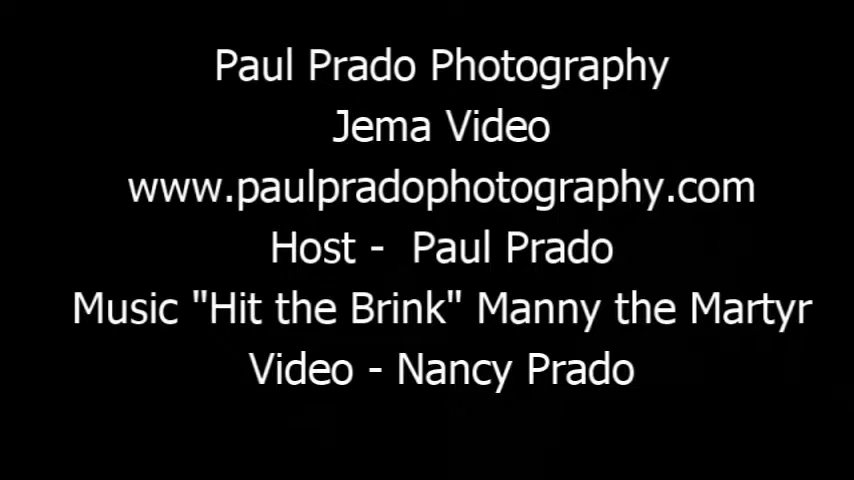 Paul Prado Photography
Jema Video
www.paulpradophotography.com
Host -  Paul Prado
Music "Hit the Brink" Manny the Martyr
Video - Nancy Prado